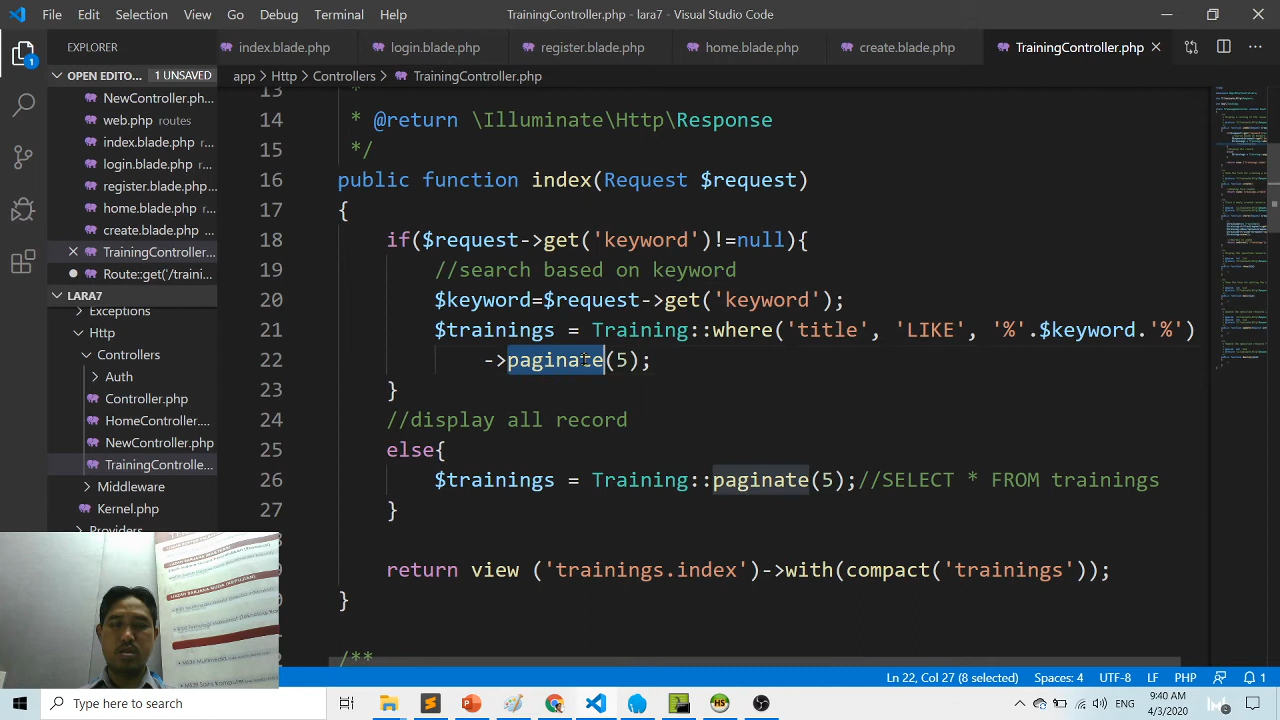 File Edit Selection View Go Debug Terminal Help
TrainingController.php - lara7 - Visual Studio Code
EXPLORER
index.blade.php login.blade.php register.blade.php home.blade.php create.blade.php TrainingController.php
OPEN EDITO... 1 UNSAVED
app > Http > Controllers > TrainingController.php
NewController.ph...
web.php routes
index.blade.php ...
login.blade.php ...
register.blade.p...
home.blade.php ...
create.blade.php ...
TrainingControlle...
Route::get('/traini...
LARA7
Exceptions
Http
Controllers
Auth
Controller.php
HomeController....
NewController.php
TrainingControlle...
Middleware
Kernel.php
Providers
13 *
14 * @return \Illuminate\Http\Response
15 */
16 public function index(Request $request)
17 {
18 if($request->get('keyword')!=null){
19 //search based on keyword
20 $keyword=$request->get('keyword');
21 $trainings = Training::where('title', 'LIKE', '%'.$keyword.'%')
22 ->paginate(5);
23 }
24 //display all record
25 else{
26 $trainings = Training::paginate(5);//SELECT * FROM trainings
27 }
return view ('trainings.index')->with(compact('trainings'));
}
/**
Ln 22, Col 27 (8 selected) Spaces: 4 UTF-8 LF PHP 1
Type here to search
ENG
9:40 AM
4/3/2020